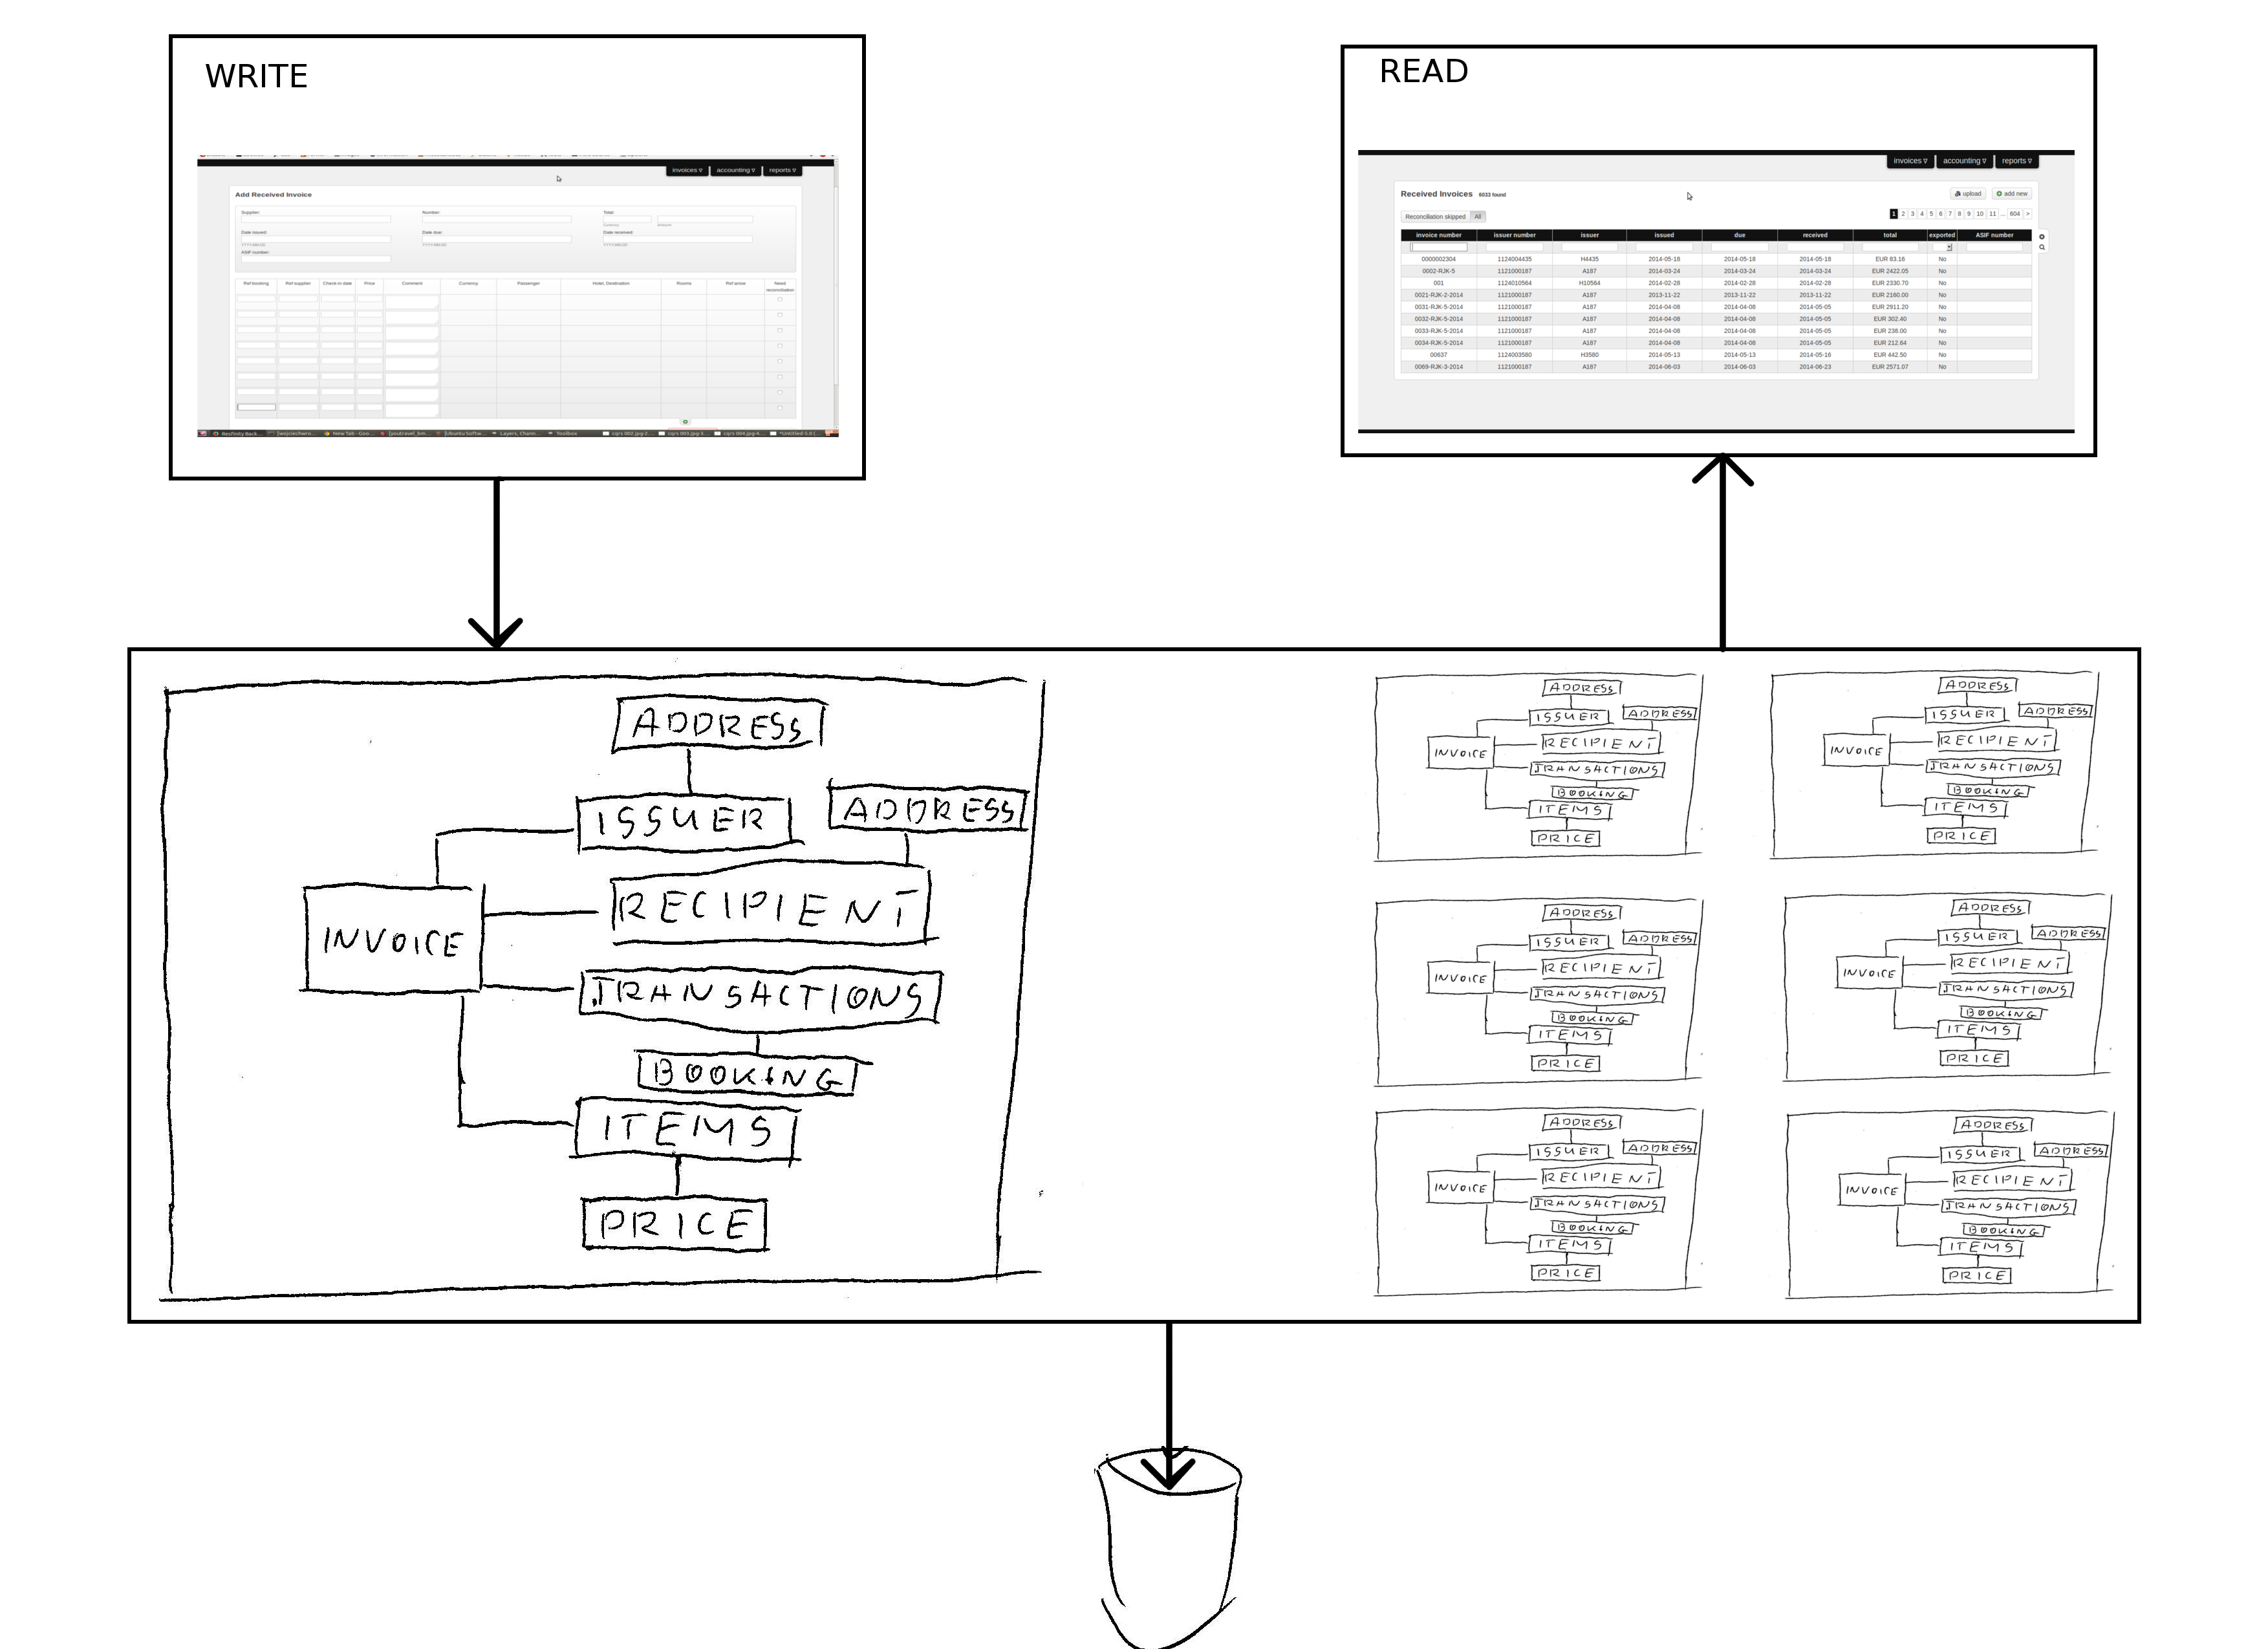 WRITE
invoices ▿ accounting ▿ reports ▿
Add Received Invoice
Supplier: Number: Total:
Currency Amount
Date issued: Date due: Date received:
YYYY-MM-DD YYYY-MM-DD YYYY-MM-DD
ASIF number:
Ref booking Ref supplier Check-in date Price Comment Currency Passenger Hotel, Destination Rooms Ref amse Need reconciliation
READ
invoices ▿ accounting ▿ reports ▿
Received Invoices 6033 found upload add new
Reconciliation skipped All 1 2 3 4 5 6 7 8 9 10 11 ... 604 >
invoice number issuer number issuer issued due received total exported ASIF number
0000002304 1124004435 H4435 2014-05-18 2014-05-18 2014-05-18 EUR 83.16 No
0002-RJK-5 1121000187 A187 2014-03-24 2014-03-24 2014-03-24 EUR 2422.05 No
001 1124010564 H10564 2014-02-28 2014-02-28 2014-02-28 EUR 2330.70 No
0021-RJK-2-2014 1121000187 A187 2013-11-22 2013-11-22 2013-11-22 EUR 2160.00 No
0031-RJK-5-2014 1121000187 A187 2014-04-08 2014-04-08 2014-05-05 EUR 2911.20 No
0032-RJK-5-2014 1121000187 A187 2014-04-08 2014-04-08 2014-05-05 EUR 302.40 No
0033-RJK-5-2014 1121000187 A187 2014-04-08 2014-04-08 2014-05-05 EUR 238.00 No
0034-RJK-5-2014 1121000187 A187 2014-04-08 2014-04-08 2014-05-05 EUR 212.64 No
00637 1124003580 H3580 2014-05-13 2014-05-13 2014-05-16 EUR 442.50 No
0069-RJK-3-2014 1121000187 A187 2014-06-03 2014-06-03 2014-06-23 EUR 2571.07 No
ADDRESS
ISSUER ADDRESS
RECIPIENT
INVOICE
TRANSACTIONS
BOOKING
ITEMS
PRICE
ADDRESS
ISSUER ADDRESS
RECIPIENT
INVOICE
TRANSACTIONS
BOOKING
ITEMS
PRICE
ADDRESS
ISSUER ADDRESS
RECIPIENT
INVOICE
TRANSACTIONS
BOOKING
ITEMS
PRICE
ADDRESS
ISSUER ADDRESS
RECIPIENT
INVOICE
TRANSACTIONS
BOOKING
ITEMS
PRICE
ADDRESS
ISSUER ADDRESS
RECIPIENT
INVOICE
TRANSACTIONS
BOOKING
ITEMS
PRICE
ADDRESS
ISSUER ADDRESS
RECIPIENT
INVOICE
TRANSACTIONS
BOOKING
ITEMS
PRICE
ADDRESS
ISSUER ADDRESS
RECIPIENT
INVOICE
TRANSACTIONS
BOOKING
ITEMS
PRICE